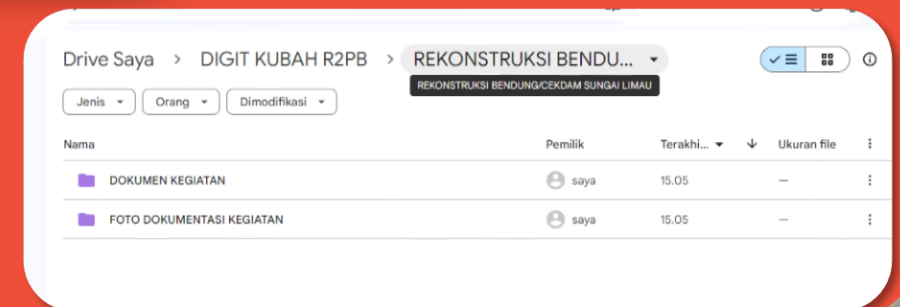 Drive Saya > DIGIT KUBAH R2PB > REKONSTRUKSI BENDU...
REKONSTRUKSI BENDUNG/CEKDAM SUNGAI LIMAU
Jenis Orang Dimodifikasi
Nama Pemilik Terakhi... Ukuran file
DOKUMEN KEGIATAN saya 15.05 —
FOTO DOKUMENTASI KEGIATAN saya 15.05 —